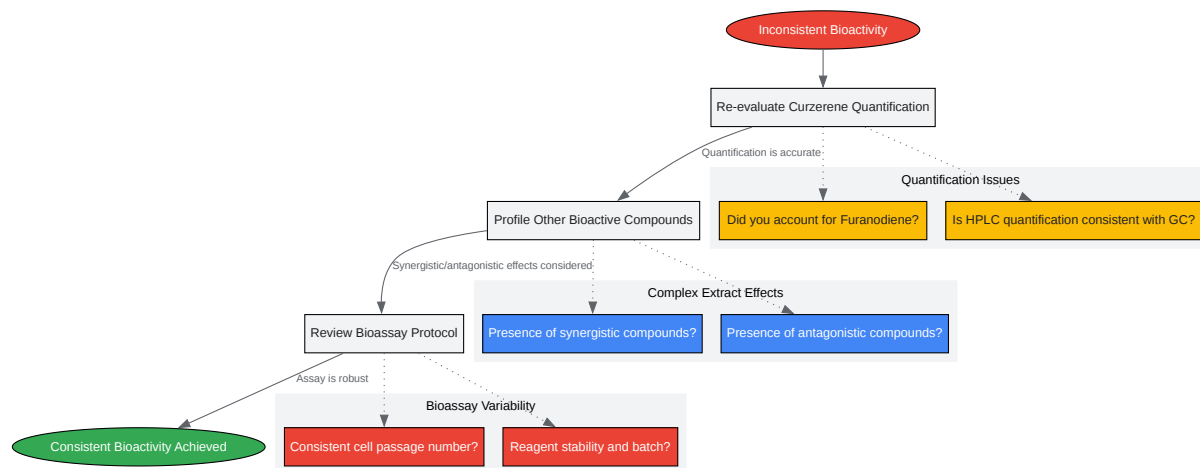 Inconsistent Bioactivity
Re-evaluate Curzerene Quantification
Quantification is accurate
Quantification Issues
Profile Other Bioactive Compounds
Did you account for Furanodiene?
Is HPLC quantification consistent with GC?
Synergistic/antagonistic effects considered
Complex Extract Effects
Review Bioassay Protocol
Presence of synergistic compounds?
Presence of antagonistic compounds?
Assay is robust
Bioassay Variability
Consistent Bioactivity Achieved
Consistent cell passage number?
Reagent stability and batch?